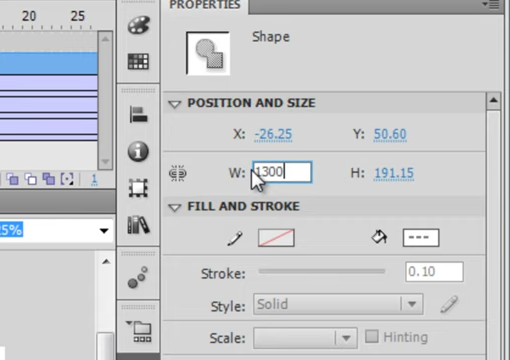 PROPERTIES
20 25
Shape
POSITION AND SIZE
X: -26.25 Y: 50.60
W: 1300 H: 191.15
1
FILL AND STROKE
5%
Stroke: 0.10
Style: Solid
Scale: Hinting